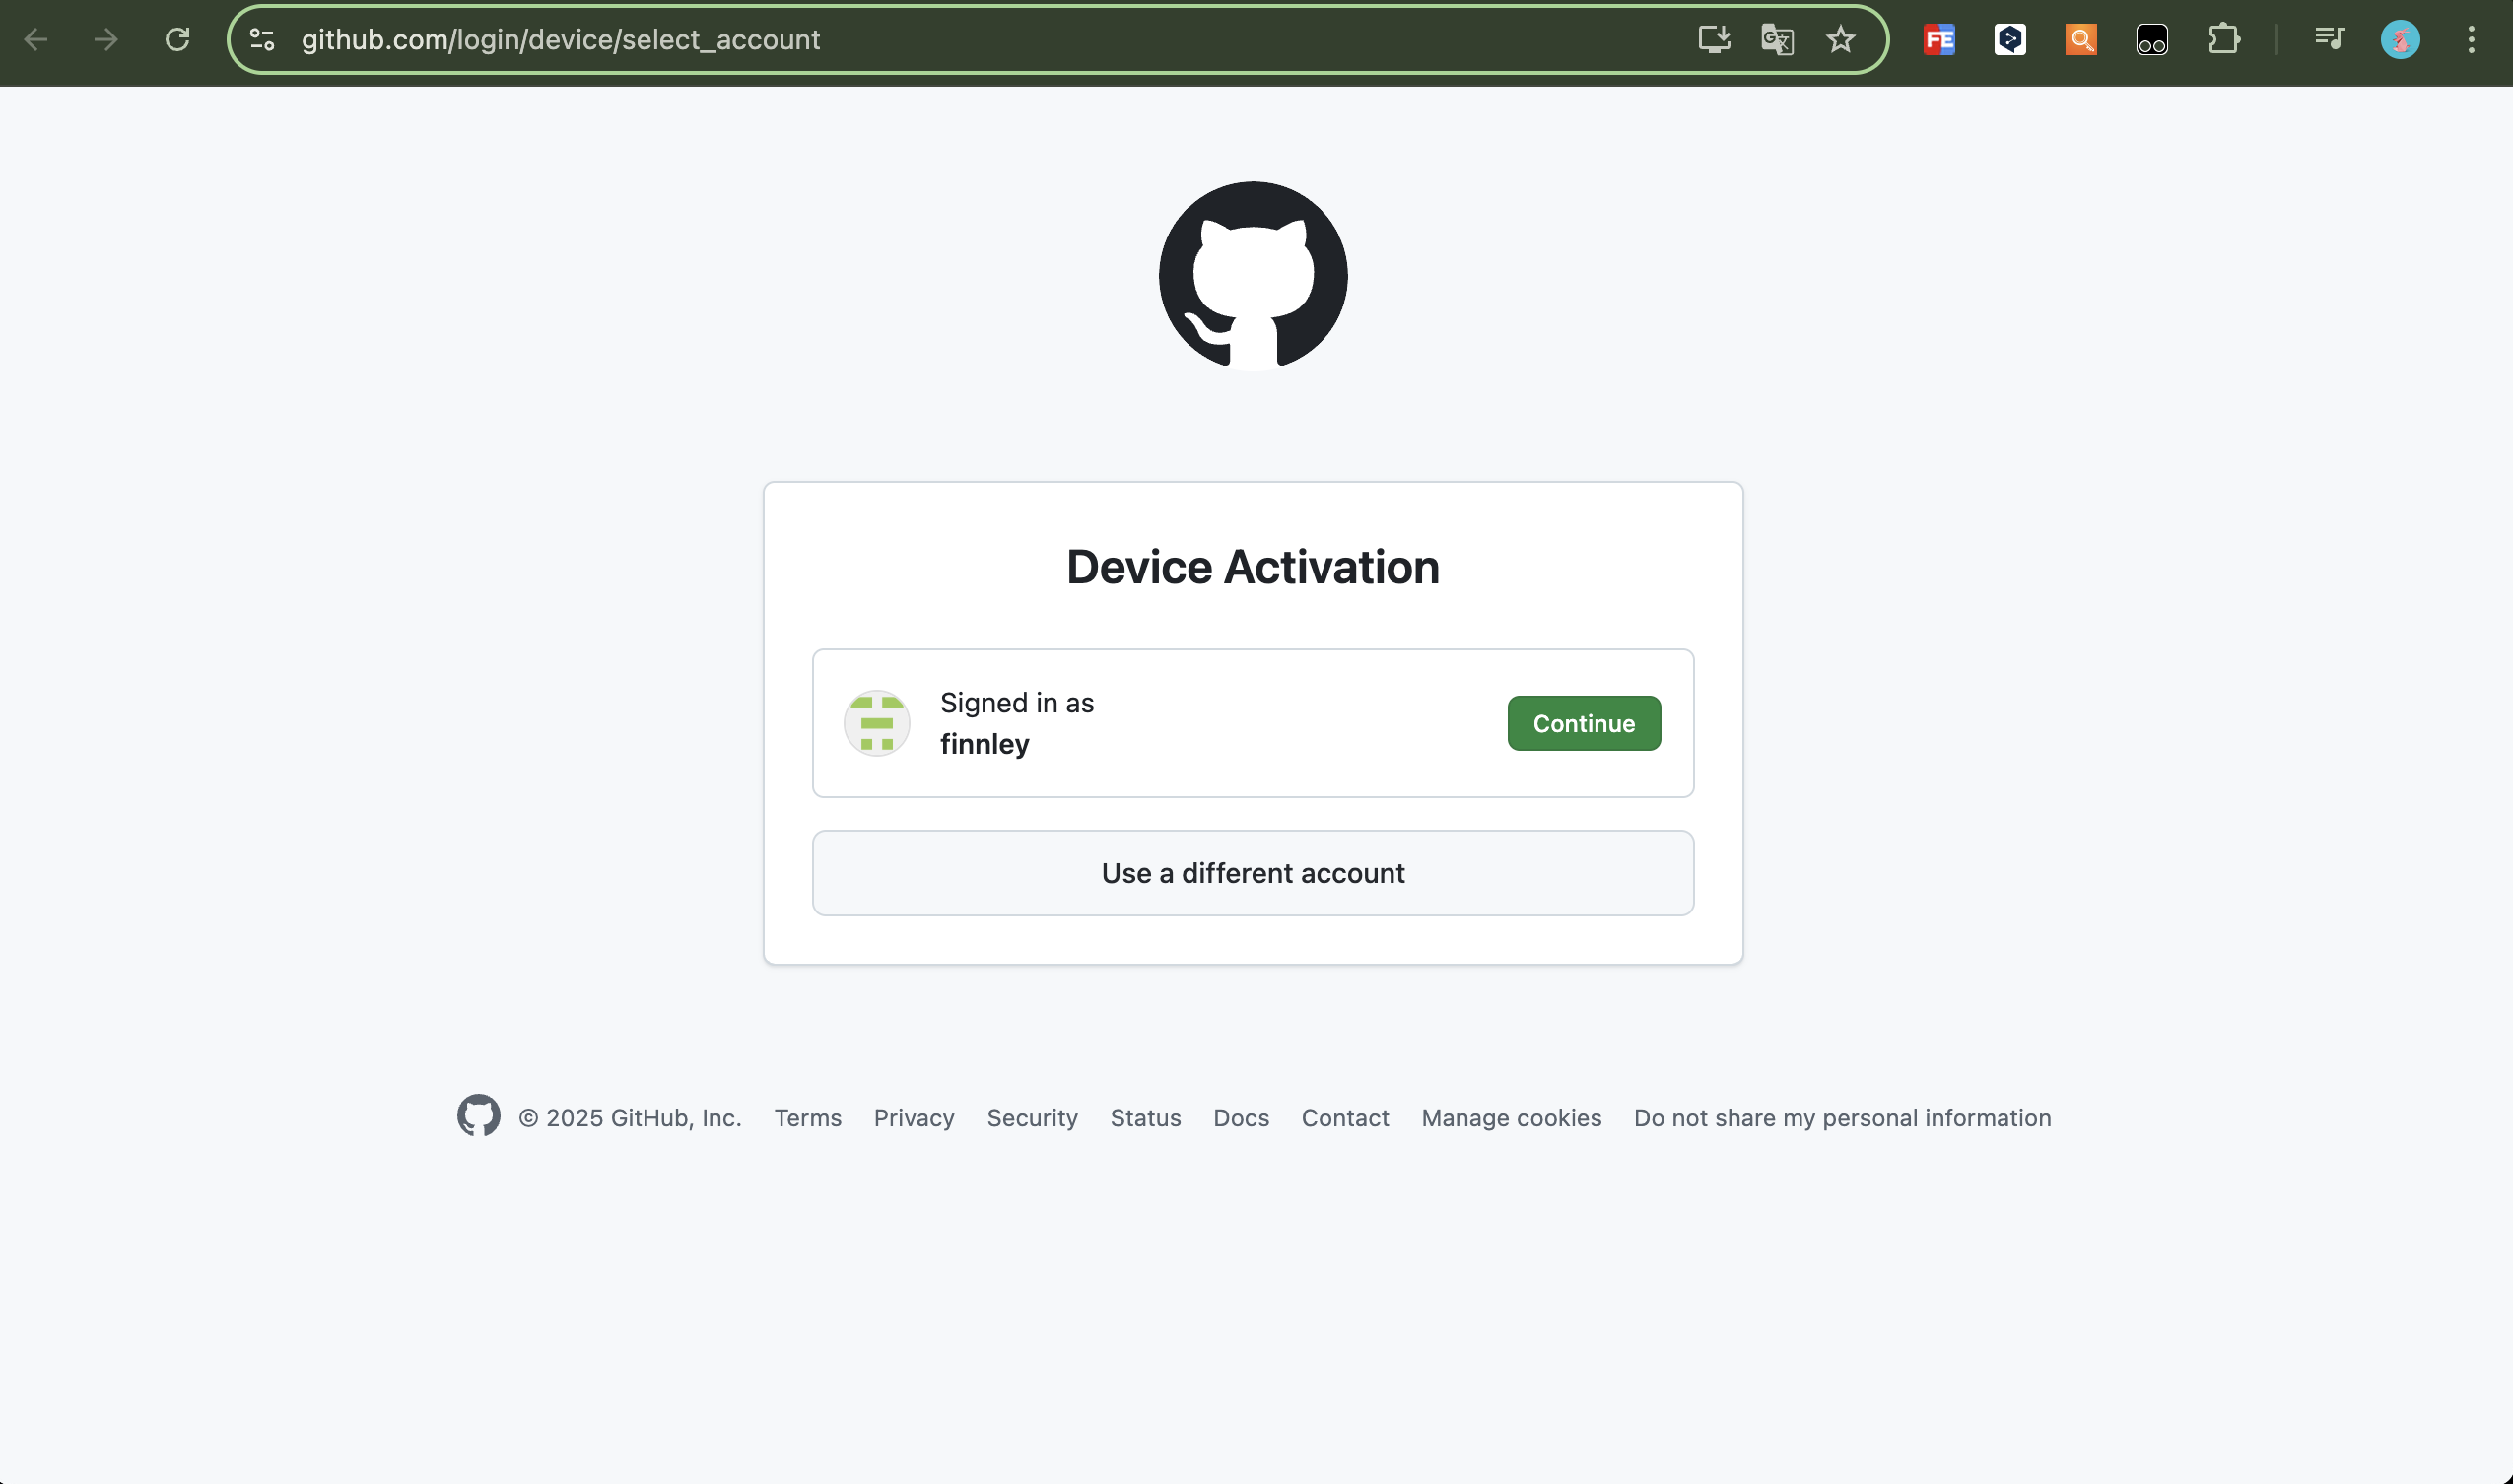 github.com/login/device/select_account
FE
Device Activation
Signed in as
finnley
Continue
Use a different account
© 2025 GitHub, Inc. Terms Privacy Security Status Docs Contact Manage cookies Do not share my personal information